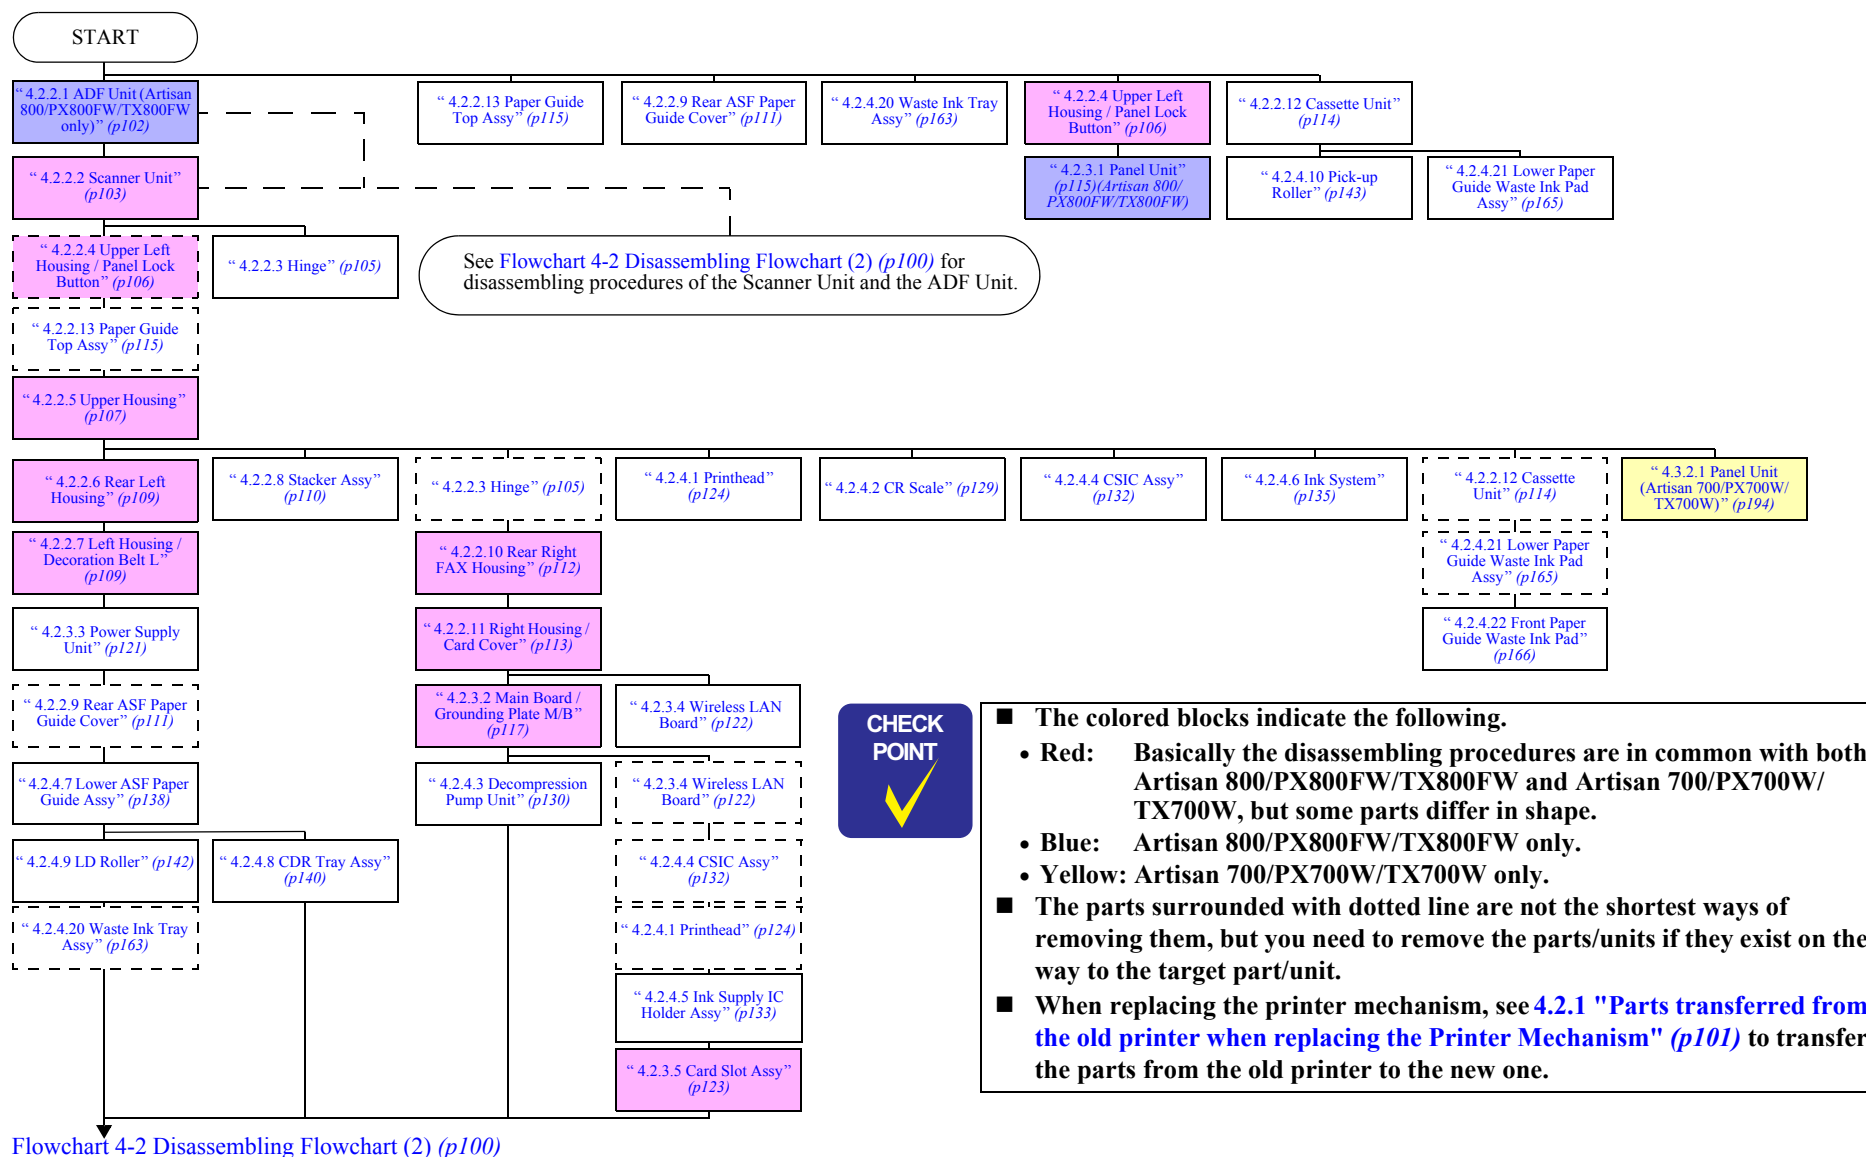 START
“ 4.2.2.1 ADF Unit (Artisan
800/PX800FW/TX800FW
only)” (p102)
“ 4.2.2.13 Paper Guide
Top Assy” (p115)
“ 4.2.2.9 Rear ASF Paper
Guide Cover” (p111)
“ 4.2.4.20 Waste Ink Tray
Assy” (p163)
“ 4.2.2.4 Upper Left
Housing / Panel Lock
Button” (p106)
“ 4.2.2.12 Cassette Unit”
(p114)
“ 4.2.2.2 Scanner Unit”
(p103)
“ 4.2.3.1 Panel Unit”
(p115)(Artisan 800/
PX800FW/TX800FW)
“ 4.2.4.10 Pick-up
Roller” (p143)
“ 4.2.4.21 Lower Paper
Guide Waste Ink Pad
Assy” (p165)
“ 4.2.2.4 Upper Left
Housing / Panel Lock
Button” (p106)
“ 4.2.2.3 Hinge” (p105)
See Flowchart 4-2 Disassembling Flowchart (2) (p100) for
disassembling procedures of the Scanner Unit and the ADF Unit.
“ 4.2.2.13 Paper Guide
Top Assy” (p115)
“ 4.2.2.5 Upper Housing”
(p107)
“ 4.2.2.6 Rear Left
Housing” (p109)
“ 4.2.2.8 Stacker Assy”
(p110)
“ 4.2.2.3 Hinge” (p105)
“ 4.2.4.1 Printhead”
(p124)
“ 4.2.4.2 CR Scale” (p129)
“ 4.2.4.4 CSIC Assy”
(p132)
“ 4.2.4.6 Ink System”
(p135)
“ 4.2.2.12 Cassette
Unit” (p114)
“ 4.3.2.1 Panel Unit
(Artisan 700/PX700W/
TX700W)” (p194)
“ 4.2.2.7 Left Housing /
Decoration Belt L”
(p109)
“ 4.2.2.10 Rear Right
FAX Housing” (p112)
“ 4.2.4.21 Lower Paper
Guide Waste Ink Pad
Assy” (p165)
“ 4.2.3.3 Power Supply
Unit” (p121)
“ 4.2.2.11 Right Housing /
Card Cover” (p113)
“ 4.2.4.22 Front Paper
Guide Waste Ink Pad”
(p166)
“ 4.2.2.9 Rear ASF Paper
Guide Cover” (p111)
“ 4.2.3.2 Main Board /
Grounding Plate M/B”
(p117)
“ 4.2.3.4 Wireless LAN
Board” (p122)
“ 4.2.4.7 Lower ASF Paper
Guide Assy” (p138)
“ 4.2.4.3 Decompression
Pump Unit” (p130)
“ 4.2.3.4 Wireless LAN
Board” (p122)
“ 4.2.4.9 LD Roller” (p142)
“ 4.2.4.8 CDR Tray Assy”
(p140)
“ 4.2.4.4 CSIC Assy”
(p132)
“ 4.2.4.20 Waste Ink Tray
Assy” (p163)
“ 4.2.4.1 Printhead” (p124)
“ 4.2.4.5 Ink Supply IC
Holder Assy” (p133)
“ 4.2.3.5 Card Slot Assy”
(p123)
CHECK
POINT
■ The colored blocks indicate the following.
• Red: Basically the disassembling procedures are in common with both
Artisan 800/PX800FW/TX800FW and Artisan 700/PX700W/
TX700W, but some parts differ in shape.
• Blue: Artisan 800/PX800FW/TX800FW only.
• Yellow: Artisan 700/PX700W/TX700W only.
■ The parts surrounded with dotted line are not the shortest ways of
removing them, but you need to remove the parts/units if they exist on the
way to the target part/unit.
■ When replacing the printer mechanism, see 4.2.1 "Parts transferred from
the old printer when replacing the Printer Mechanism" (p101) to transfer
the parts from the old printer to the new one.
Flowchart 4-2 Disassembling Flowchart (2) (p100)